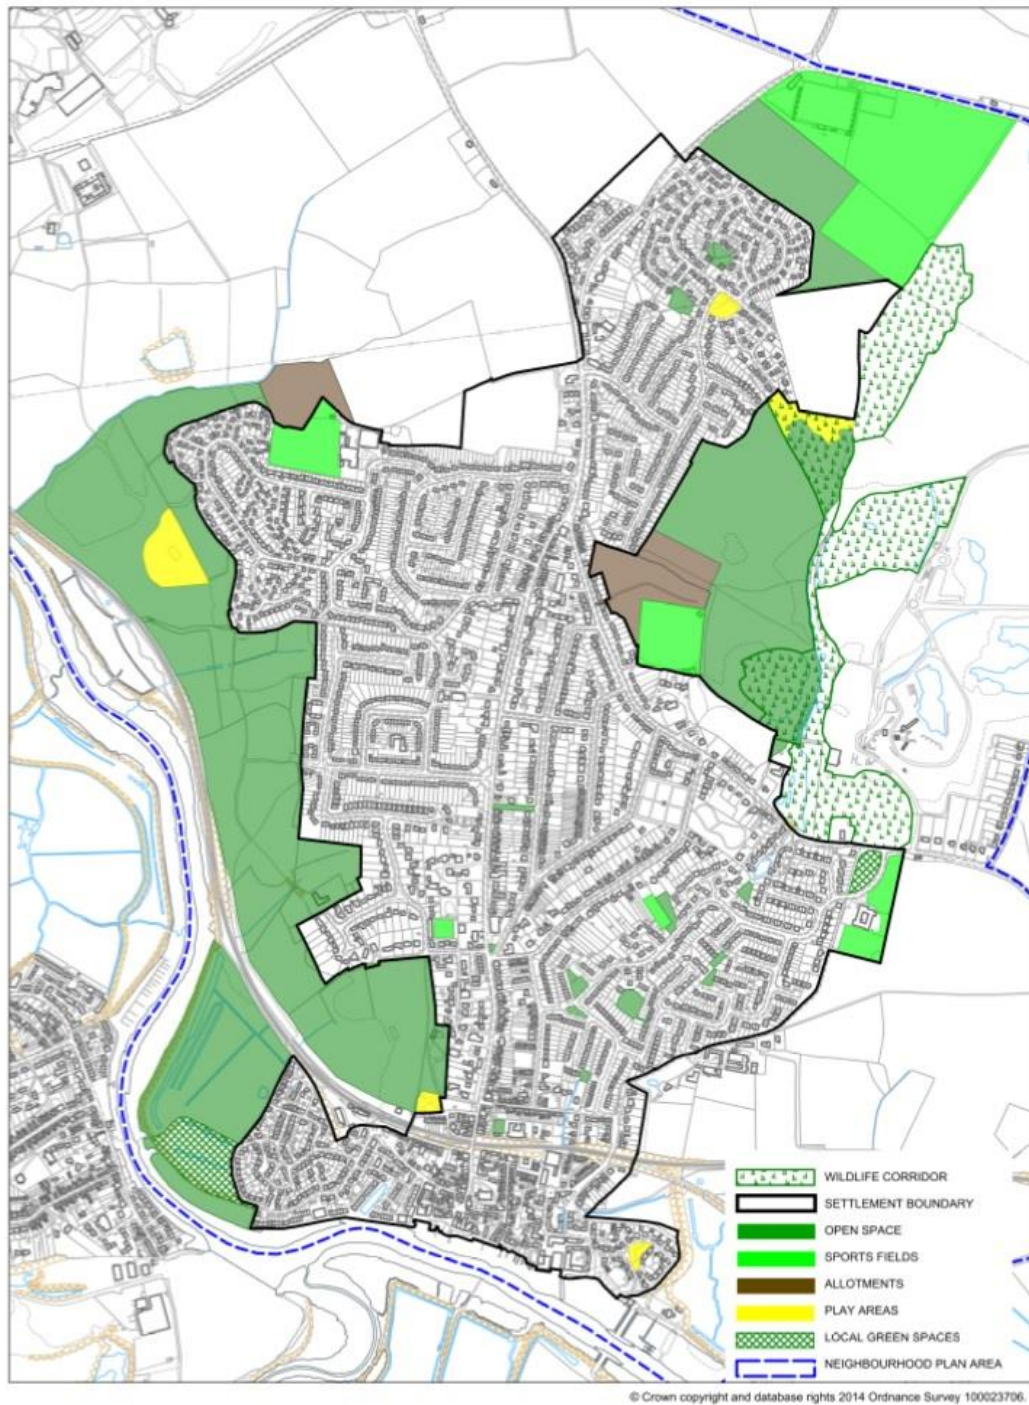 WILDLIFE CORRIDOR
SETTLEMENT BOUNDARY
OPEN SPACE
SPORTS FIELDS
ALLOTMENTS
PLAY AREAS
LOCAL GREEN SPACES
NEIGHBOURHOOD PLAN AREA
© Crown copyright and database rights 2014 Ordnance Survey 100023706.